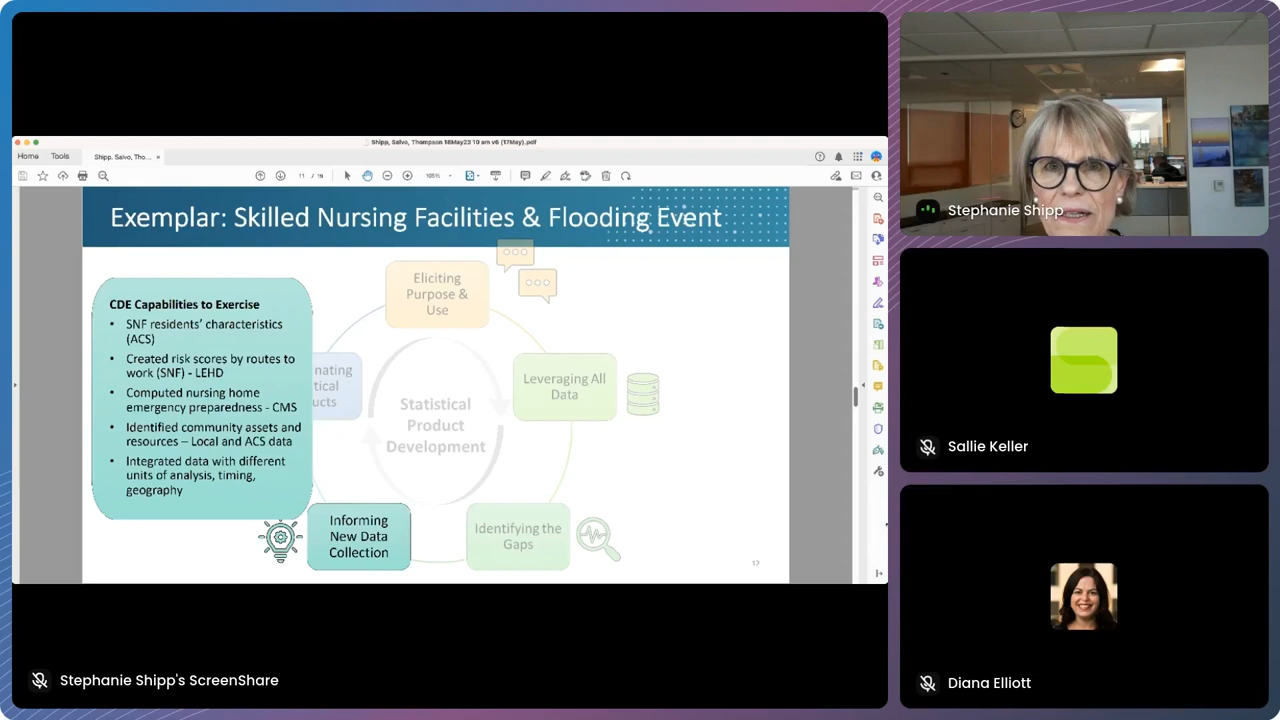 Shipp, Salvo, Thompson 18May23 10 am v6 (17May).pdf
Home
Tools
Shipp, Salvo, Tho...
×
105%
Exemplar: Skilled Nursing Facilities & Flooding Event
CDE Capabilities to Exercise
• SNF residents’ characteristics
(ACS)
• Created risk scores by routes to
work (SNF) - LEHD
• Computed nursing home
emergency preparedness - CMS
• Identified community assets and
resources – Local and ACS data
• Integrated data with different
units of analysis, timing,
geography
Eliciting
Purpose &
Use
nating
tical
ucts
Leveraging All
Data
Statistical
Product
Development
Informing
New Data
Collection
Identifying the
Gaps
Stephanie Shipp's ScreenShare
Stephanie Shipp
Sallie Keller
Diana Elliott